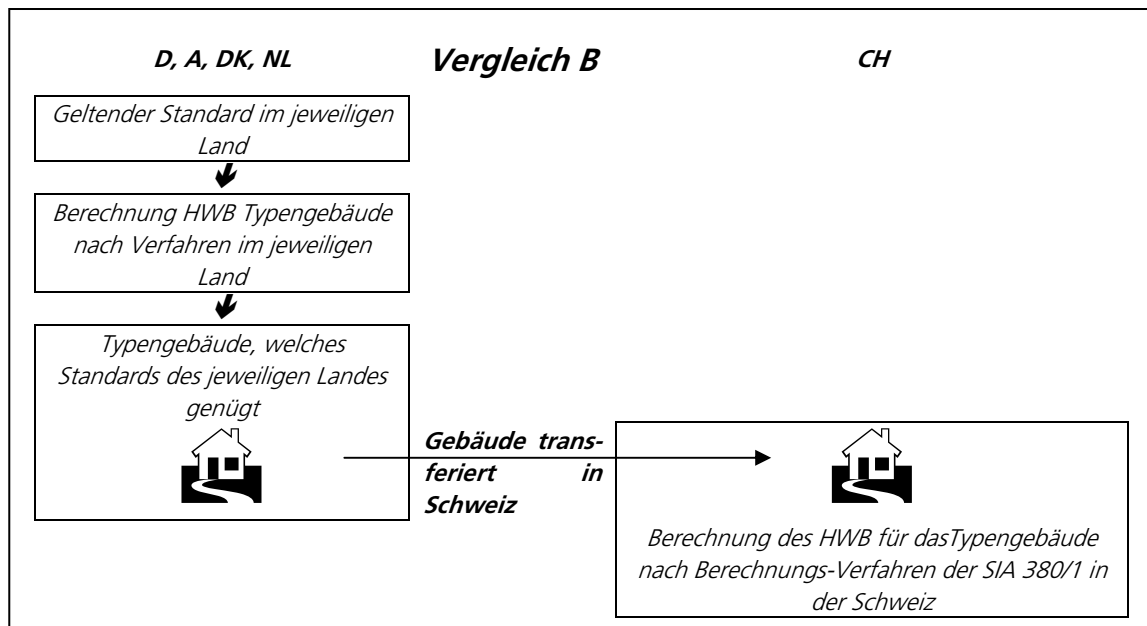 D, A, DK, NL
Vergleich B
CH
Geltender Standard im jeweiligen
Land
Berechnung HWB Typengebäude
nach Verfahren im jeweiligen
Land
Typengebäude, welches
Standards des jeweiligen Landes
genügt
Gebäude trans-
feriert in
Schweiz
Berechnung des HWB für dasTypengebäude
nach Berechnungs-Verfahren der SIA 380/1 in
der Schweiz